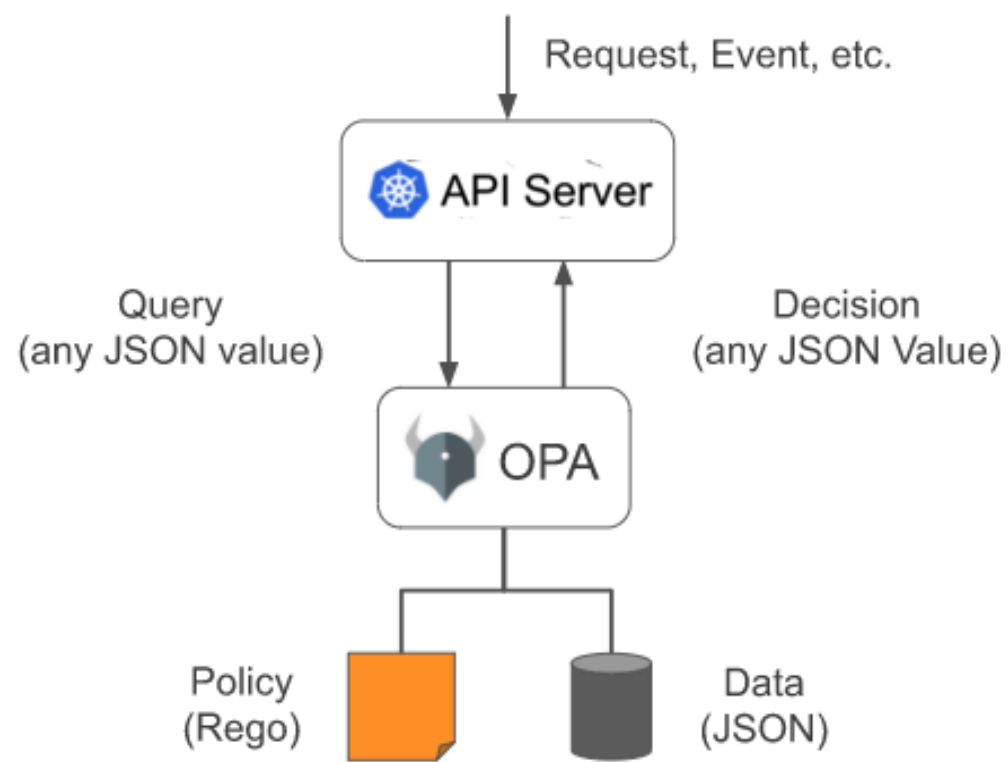 Request, Event, etc.
API Server
Query
(any JSON value)
Decision
(any JSON Value)
OPA
Policy
(Rego)
Data
(JSON)